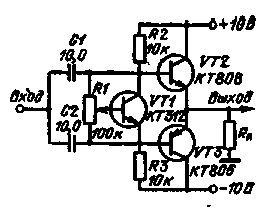 +10В
C1
10,0
R2
10к
VT2
КТ808
Вход
R1
VT1
Выход
КТ312
C2
10,0
100к
Rн
VT3
R3
10к
КТ806
-10В